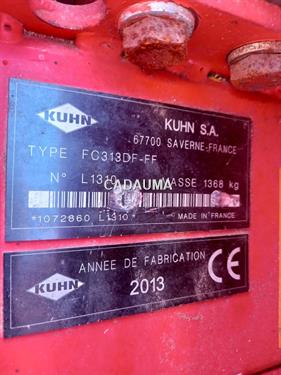 KUHN
KUHN S.A.
67700 SAVERNE-FRANCE
TYPE FC313DF-FF
N° L1310 MASSE 1368 kg
CADAUMA
*1072860 L1310* MADE IN FRANCE
KUHN
ANNEE DE FABRICATION
2013
CE